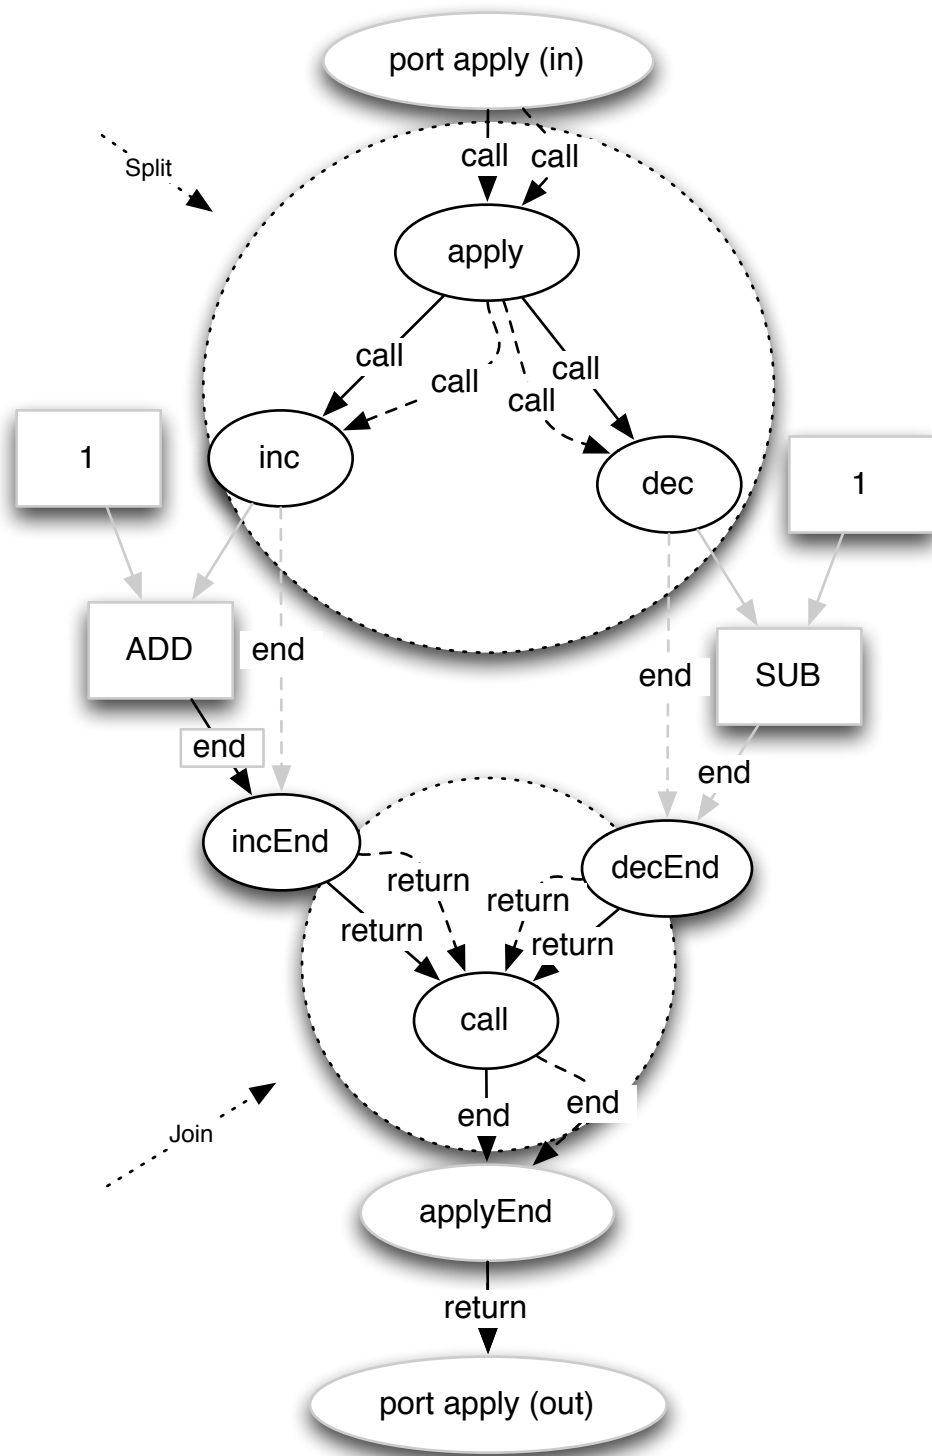 port apply (in)
call
call
Split
apply
call
call
call
call
1
inc
dec
1
ADD
end
end
SUB
end
end
incEnd
decEnd
return
return
return
return
call
end
end
Join
applyEnd
return
port apply (out)